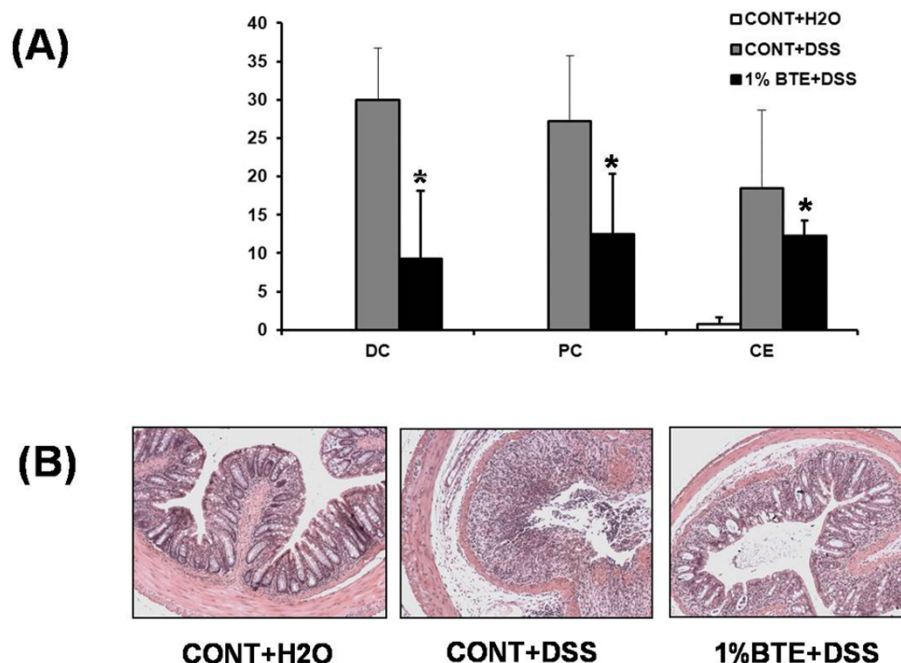 (A)
40
35
30
25
20
15
10
5
0
CONT+H2O
CONT+DSS
1% BTE+DSS
*
*
*
DC
PC
CE
(B)
CONT+H2O
CONT+DSS
1%BTE+DSS